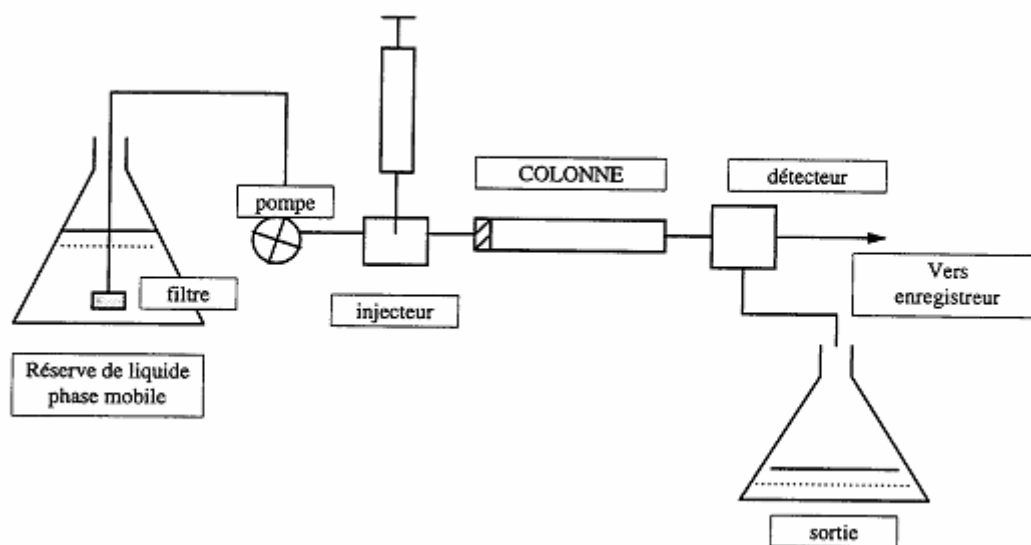 COLONNE
détecteur
pompe
filtre
injecteur
Vers
enregistreur
Réserve de liquide
phase mobile
sortie